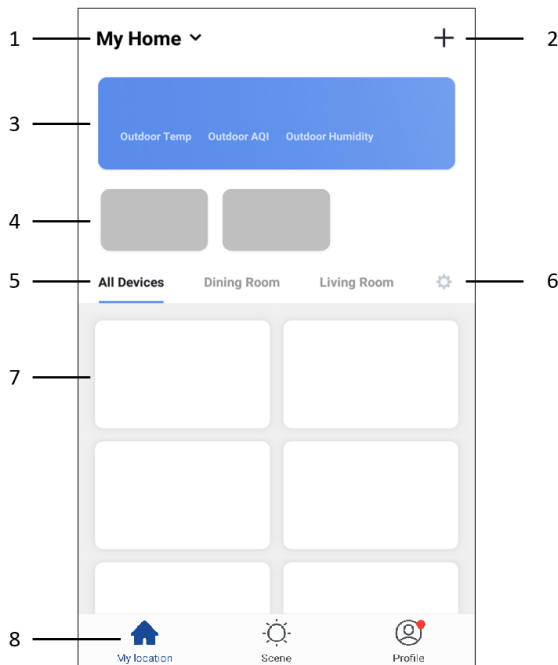 1 My Home 2
3 Outdoor Temp Outdoor AQI Outdoor Humidity
4
5 All Devices Dining Room Living Room 6
7
8
My location Scene Profile